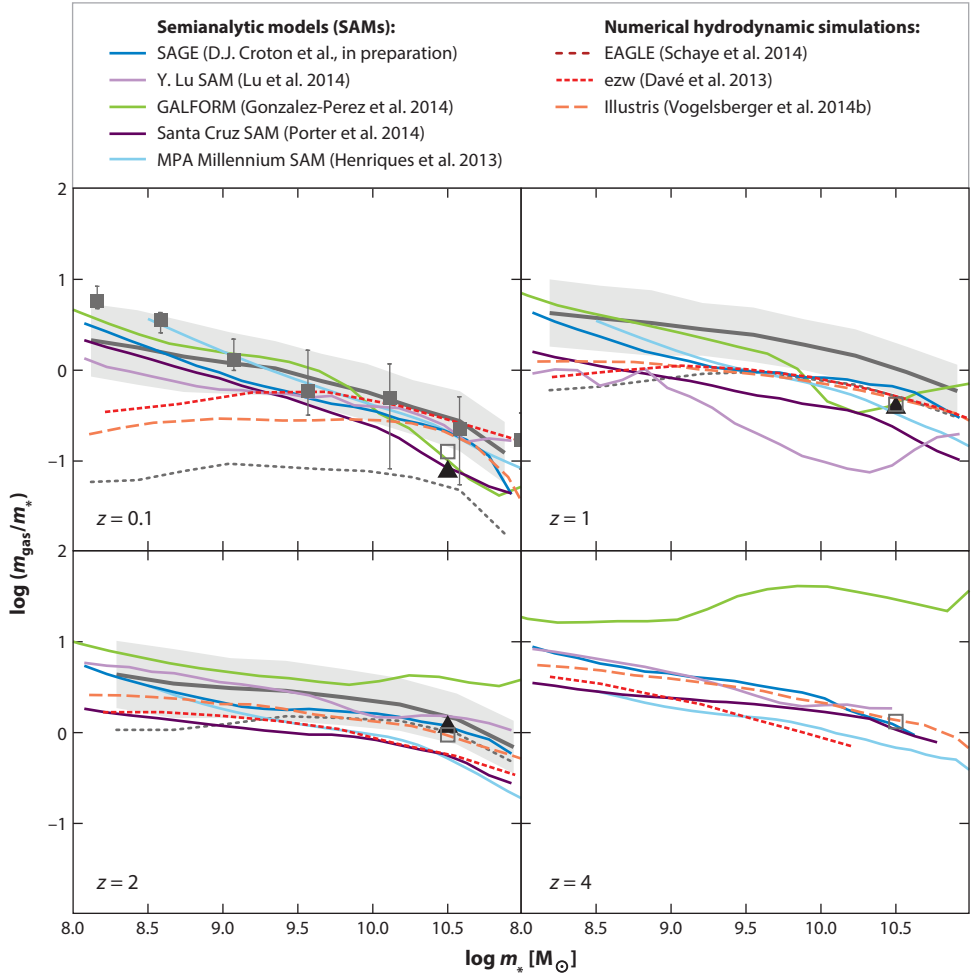 Semianalytic models (SAMs):
SAGE (D.J. Croton et al., in preparation)
Y. Lu SAM (Lu et al. 2014)
GALFORM (Gonzalez-Perez et al. 2014)
Santa Cruz SAM (Porter et al. 2014)
MPA Millennium SAM (Henriques et al. 2013)
Numerical hydrodynamic simulations:
EAGLE (Schaye et al. 2014)
ezw (Davé et al. 2013)
Illustris (Vogelsberger et al. 2014b)
2
1
0
−1
z = 0.1
z = 1
2
1
0
−1
z = 2
z = 4
8.0 8.5 9.0 9.5 10.0 10.5 8.0 8.5 9.0 9.5 10.0 10.5
log (m_gas/m_*)
log m_* [M_☉]